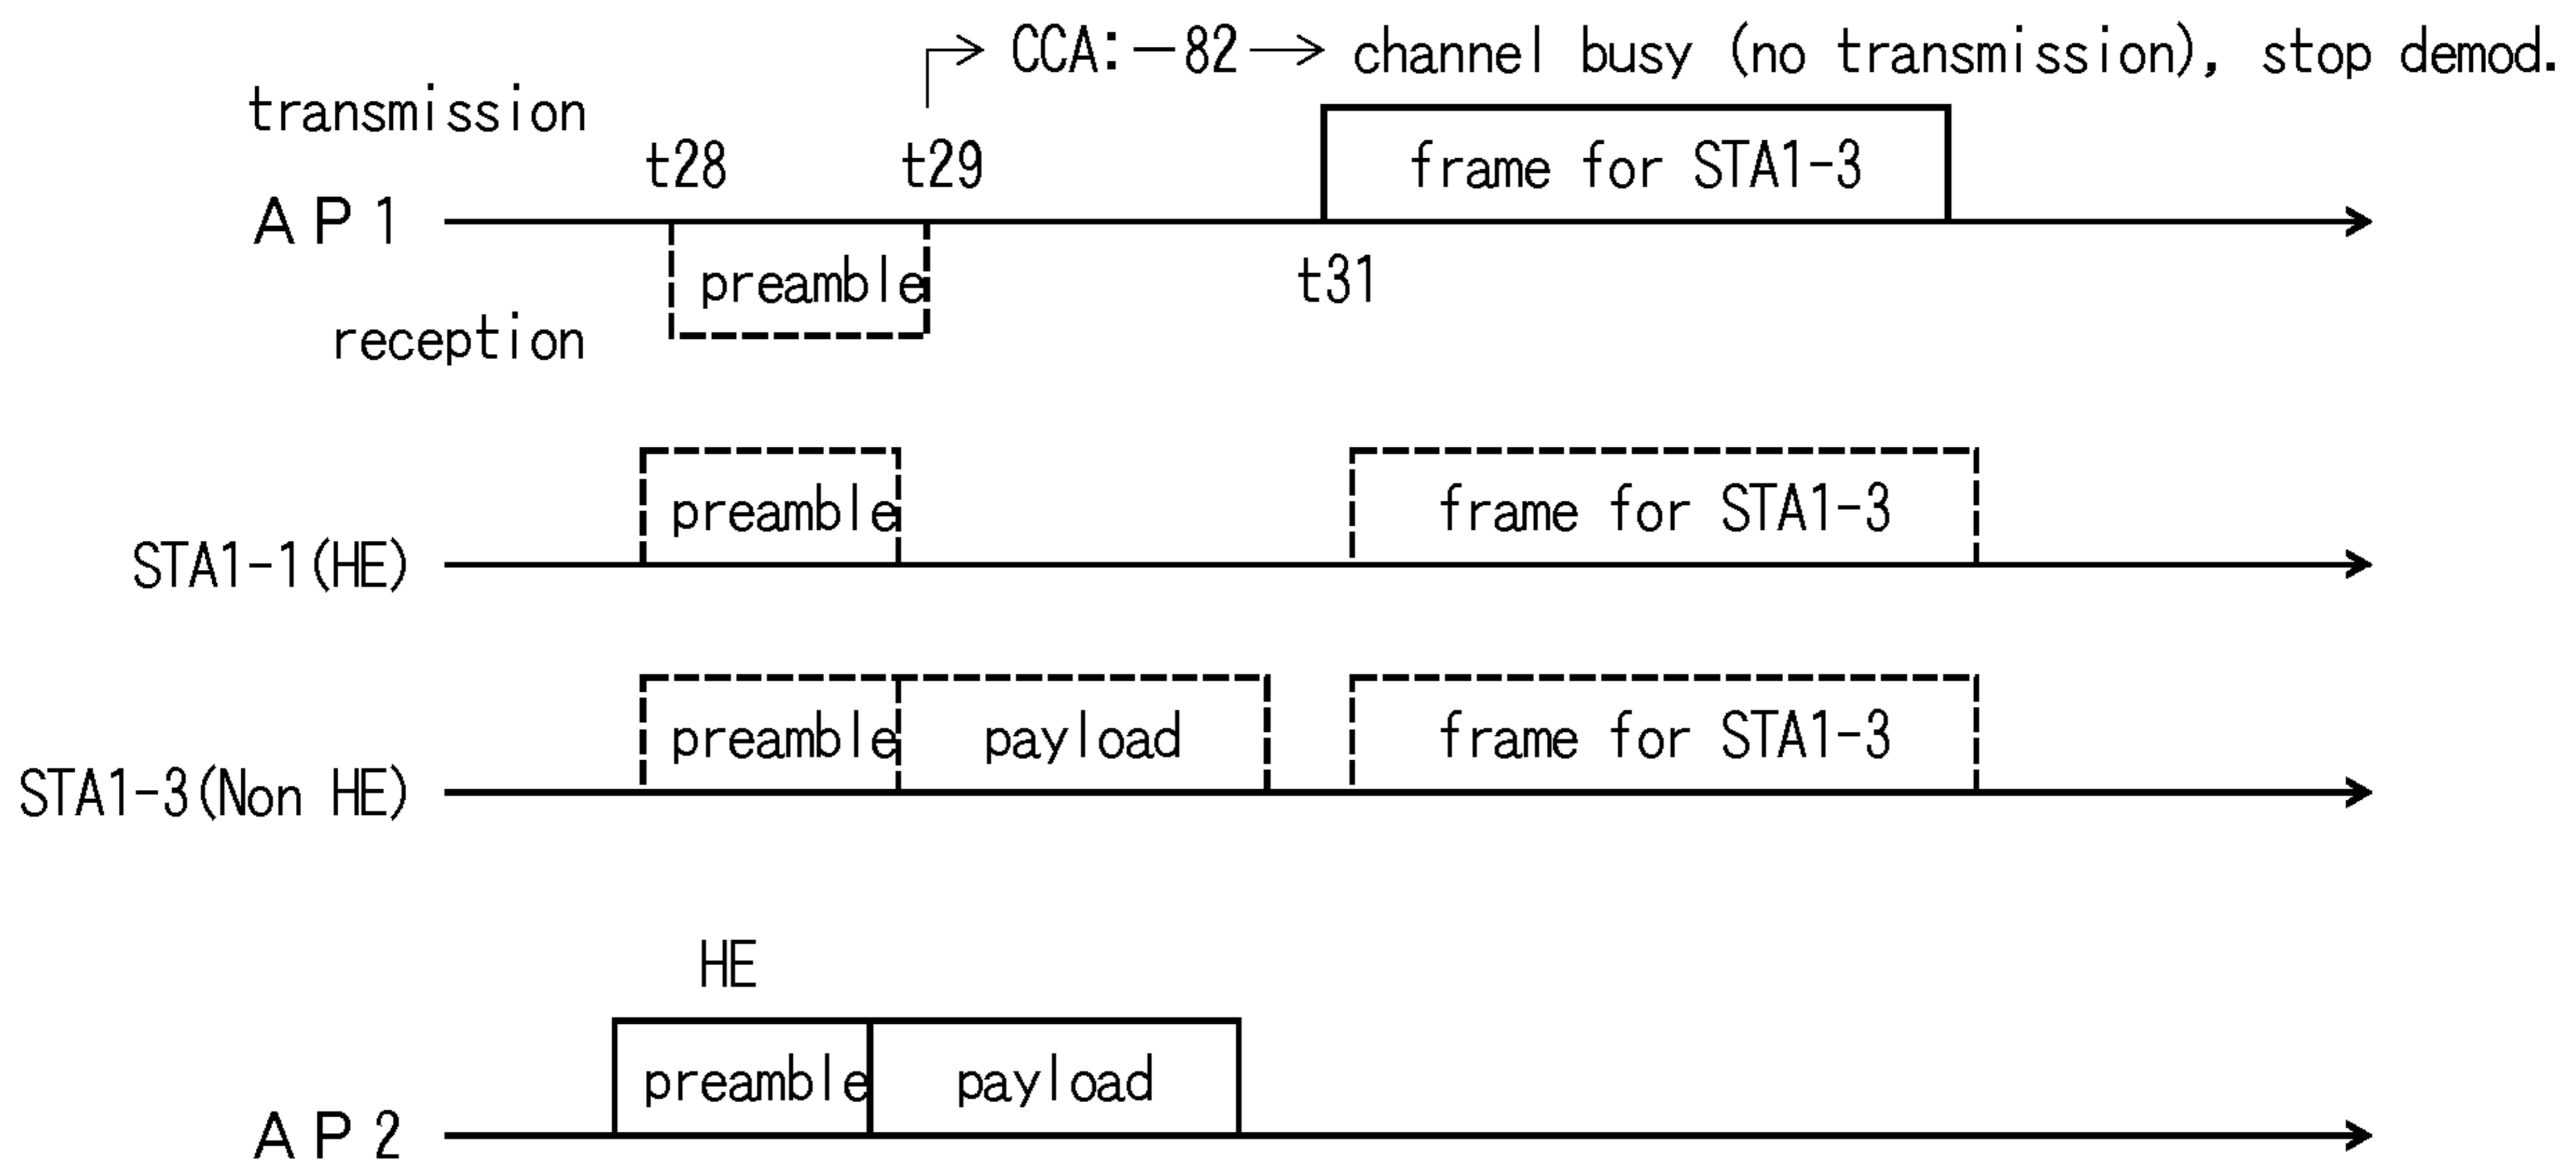 CCA:−82 → channel busy (no transmission), stop demod.
transmission
t28 t29 frame for STA1-3
AP1
preamble t31
reception
preamble frame for STA1-3
STA1-1(HE)
preamble payload frame for STA1-3
STA1-3(Non HE)
HE
preamble payload
AP2